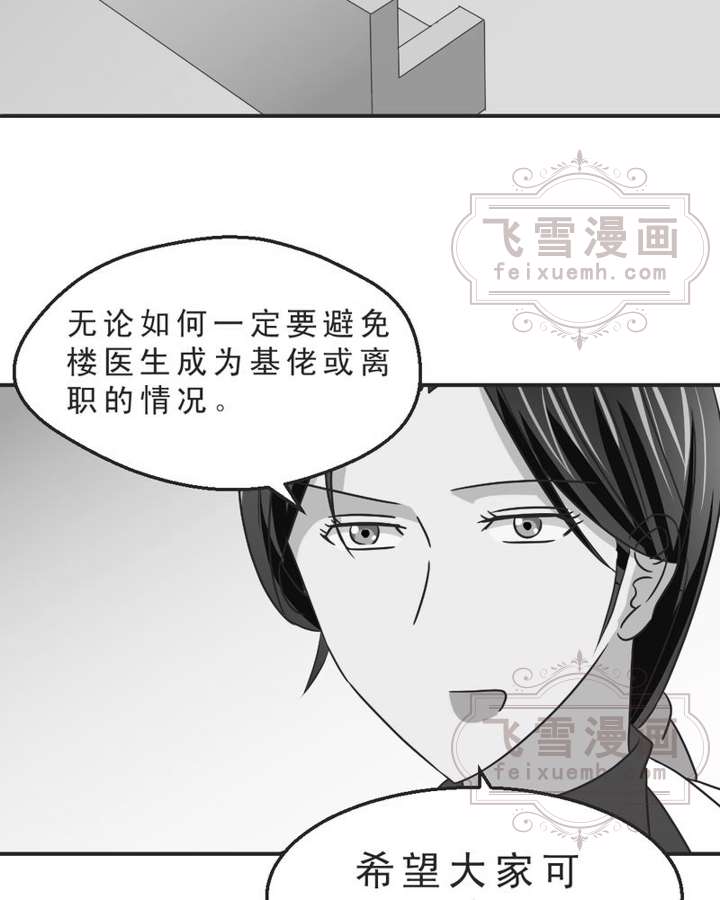 飞雪漫画
feixuemh.com
无论如何一定要避免
楼医生成为基佬或离
职的情况。
飞雪漫画
feixuemh.com
希望大家可